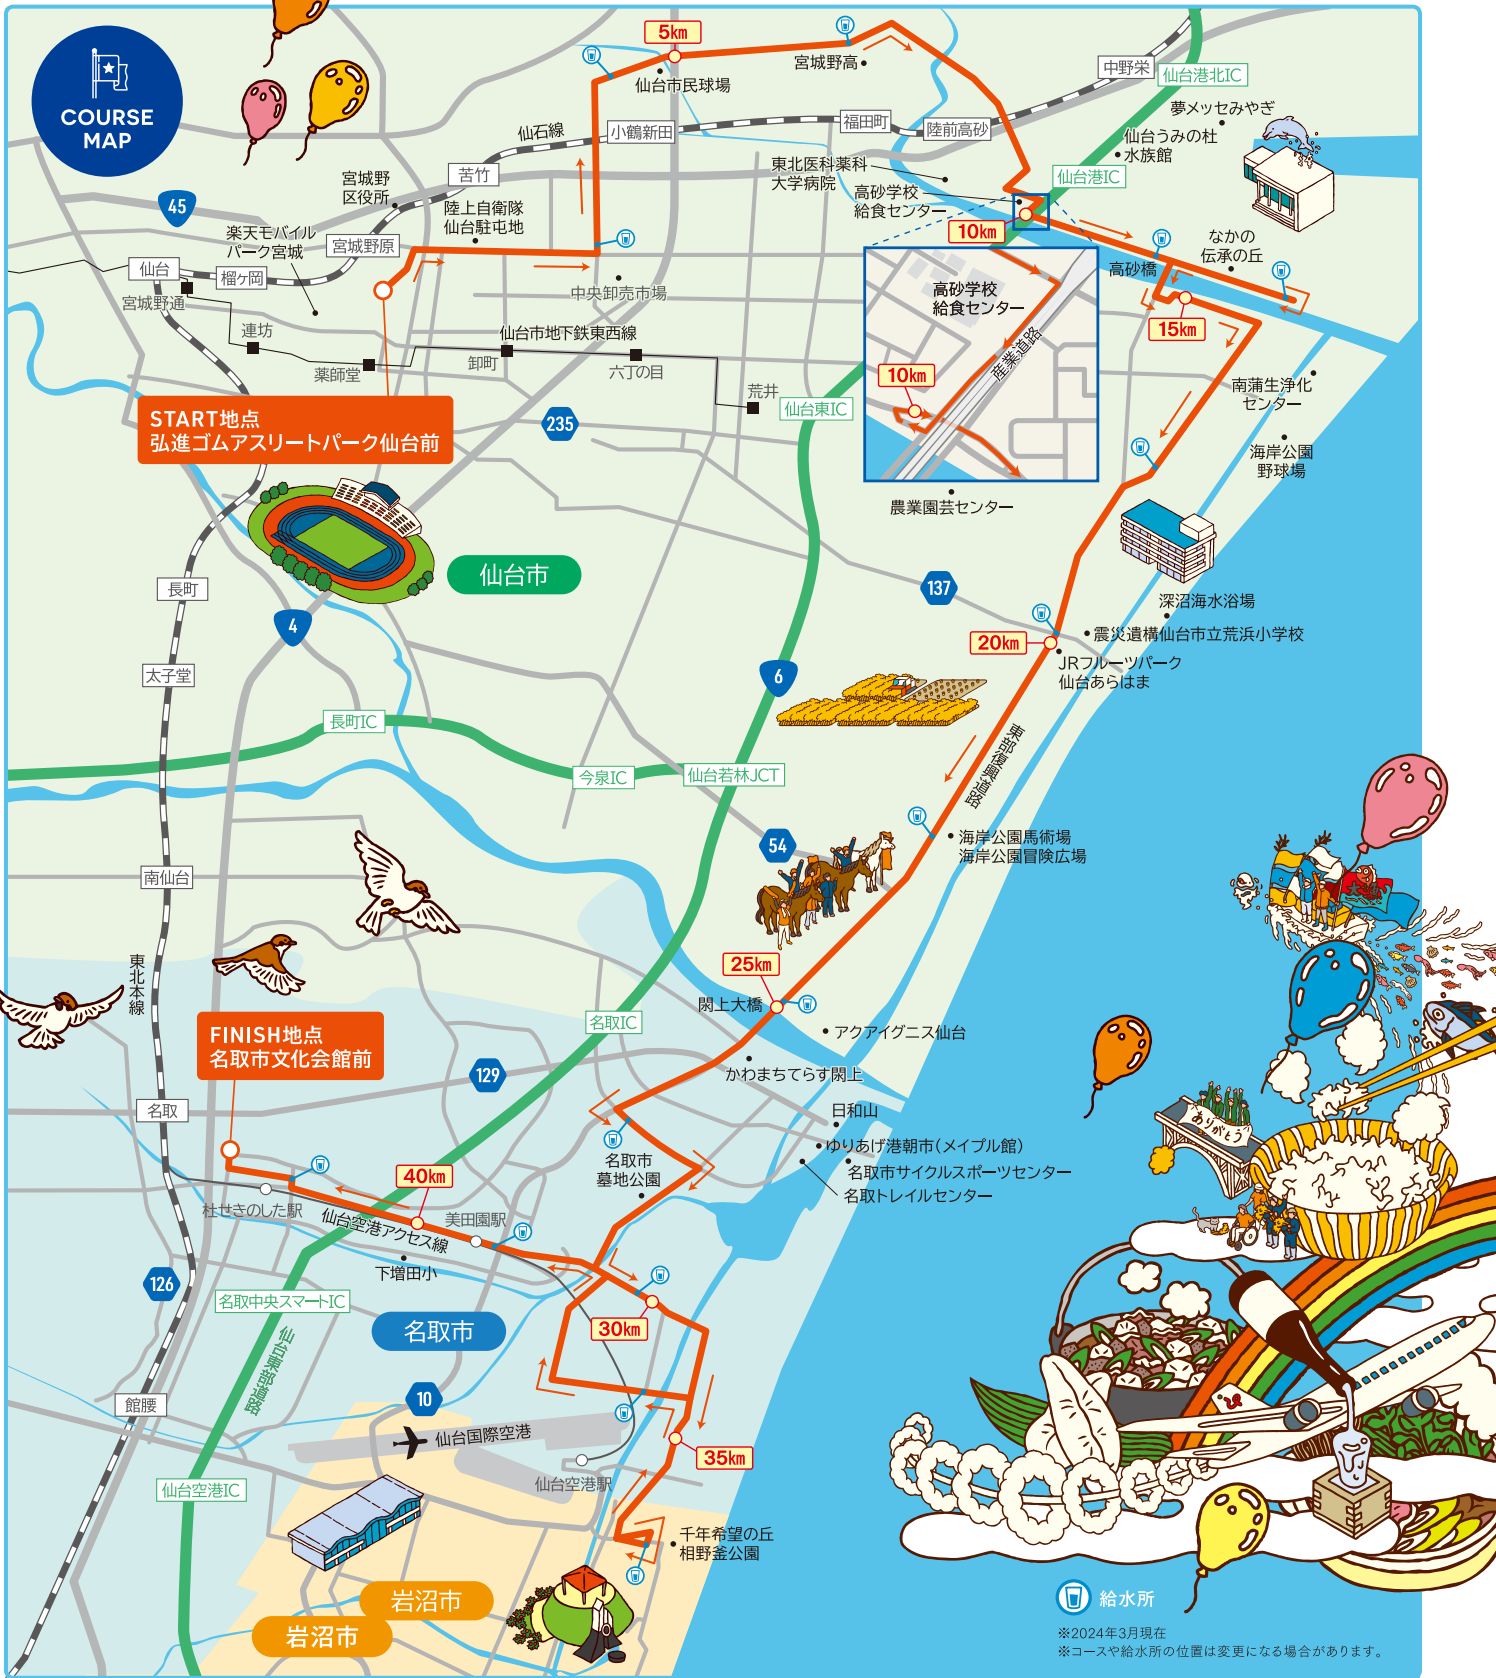 COURSE
MAP
5km
仙台市民球場
宮城野高
中野栄
仙台港北IC
夢メッセみやぎ
仙台うみの杜
水族館
仙石線
小鶴新田
福田町
陸前高砂
苦竹
宮城野
区役所
45
陸上自衛隊
仙台駐屯地
東北医科薬科
大学病院
仙台港IC
高砂学校
給食センター
10km
楽天モバイル
パーク宮城
宮城野原
仙台
榴ヶ岡
宮城野通
中央卸売市場
なかの
伝承の丘
高砂橋
15km
高砂学校
給食センター
産業道路
10km
連坊
仙台市地下鉄東西線
薬師堂
卸町
六丁の目
荒井
仙台東IC
南蒲生浄化
センター
START地点
弘進ゴムアスリートパーク仙台前
235
海岸公園
野球場
農業園芸センター
仙台市
長町
137
深沼海水浴場
4
震災遺構仙台市立荒浜小学校
20km
JRフルーツパーク
仙台あらはま
太子堂
6
長町IC
東部復興道路
今泉IC
仙台若林JCT
54
海岸公園馬術場
海岸公園冒険広場
南仙台
東北本線
25km
閖上大橋
名取IC
アクアイグニス仙台
FINISH地点
名取市文化会館前
129
かわまちてらす閖上
名取
日和山
ゆりあげ港朝市(メイプル館)
名取市
墓地公園
名取市サイクルスポーツセンター
名取トレイルセンター
ありがとう
40km
杜せきのした駅
仙台空港アクセス線
美田園駅
下増田小
126
名取中央スマートIC
名取市
30km
仙台東部道路
館腰
10
仙台国際空港
35km
仙台空港IC
仙台空港駅
千年希望の丘
相野釜公園
岩沼市
岩沼市
給水所
※2024年3月現在
※コースや給水所の位置は変更になる場合があります。